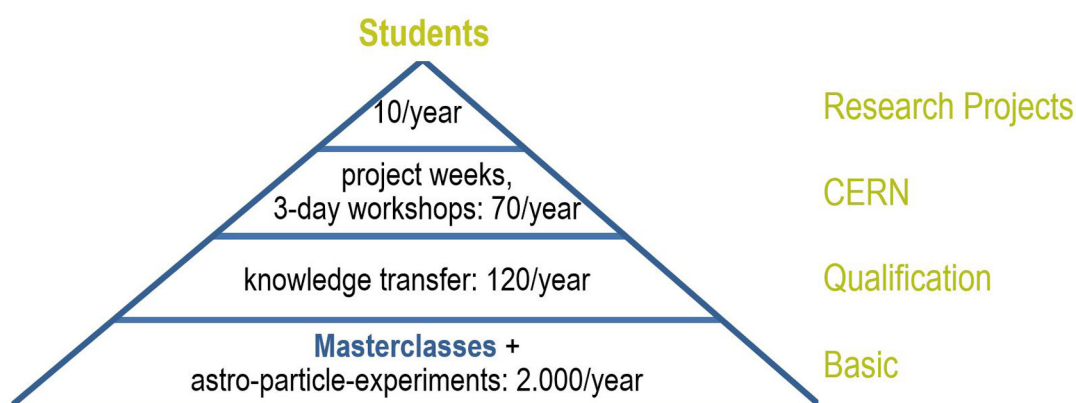 Students
10/year
Research Projects
project weeks,
3-day workshops: 70/year
CERN
knowledge transfer: 120/year
Qualification
Masterclasses +
astro-particle-experiments: 2.000/year
Basic